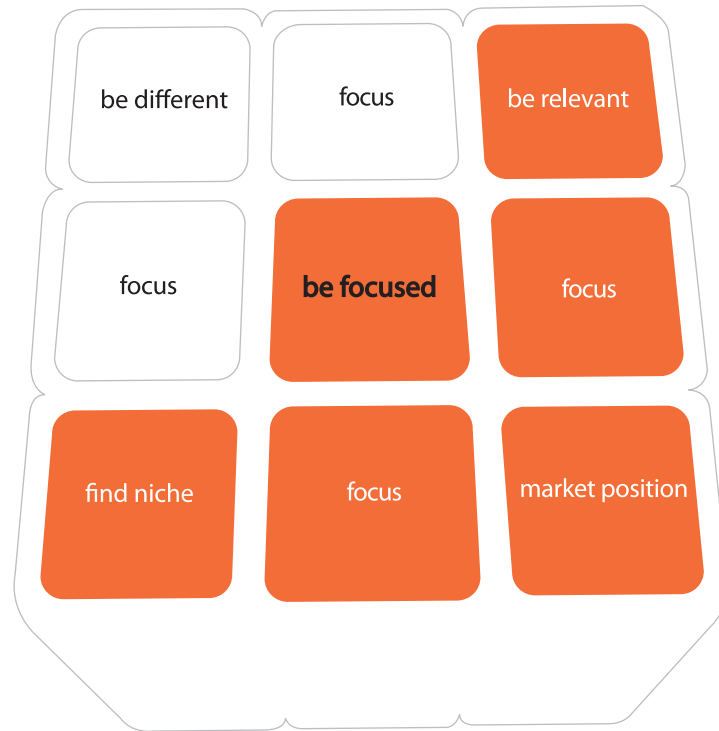 be different
focus
be relevant
focus
be focused
focus
find niche
focus
market position